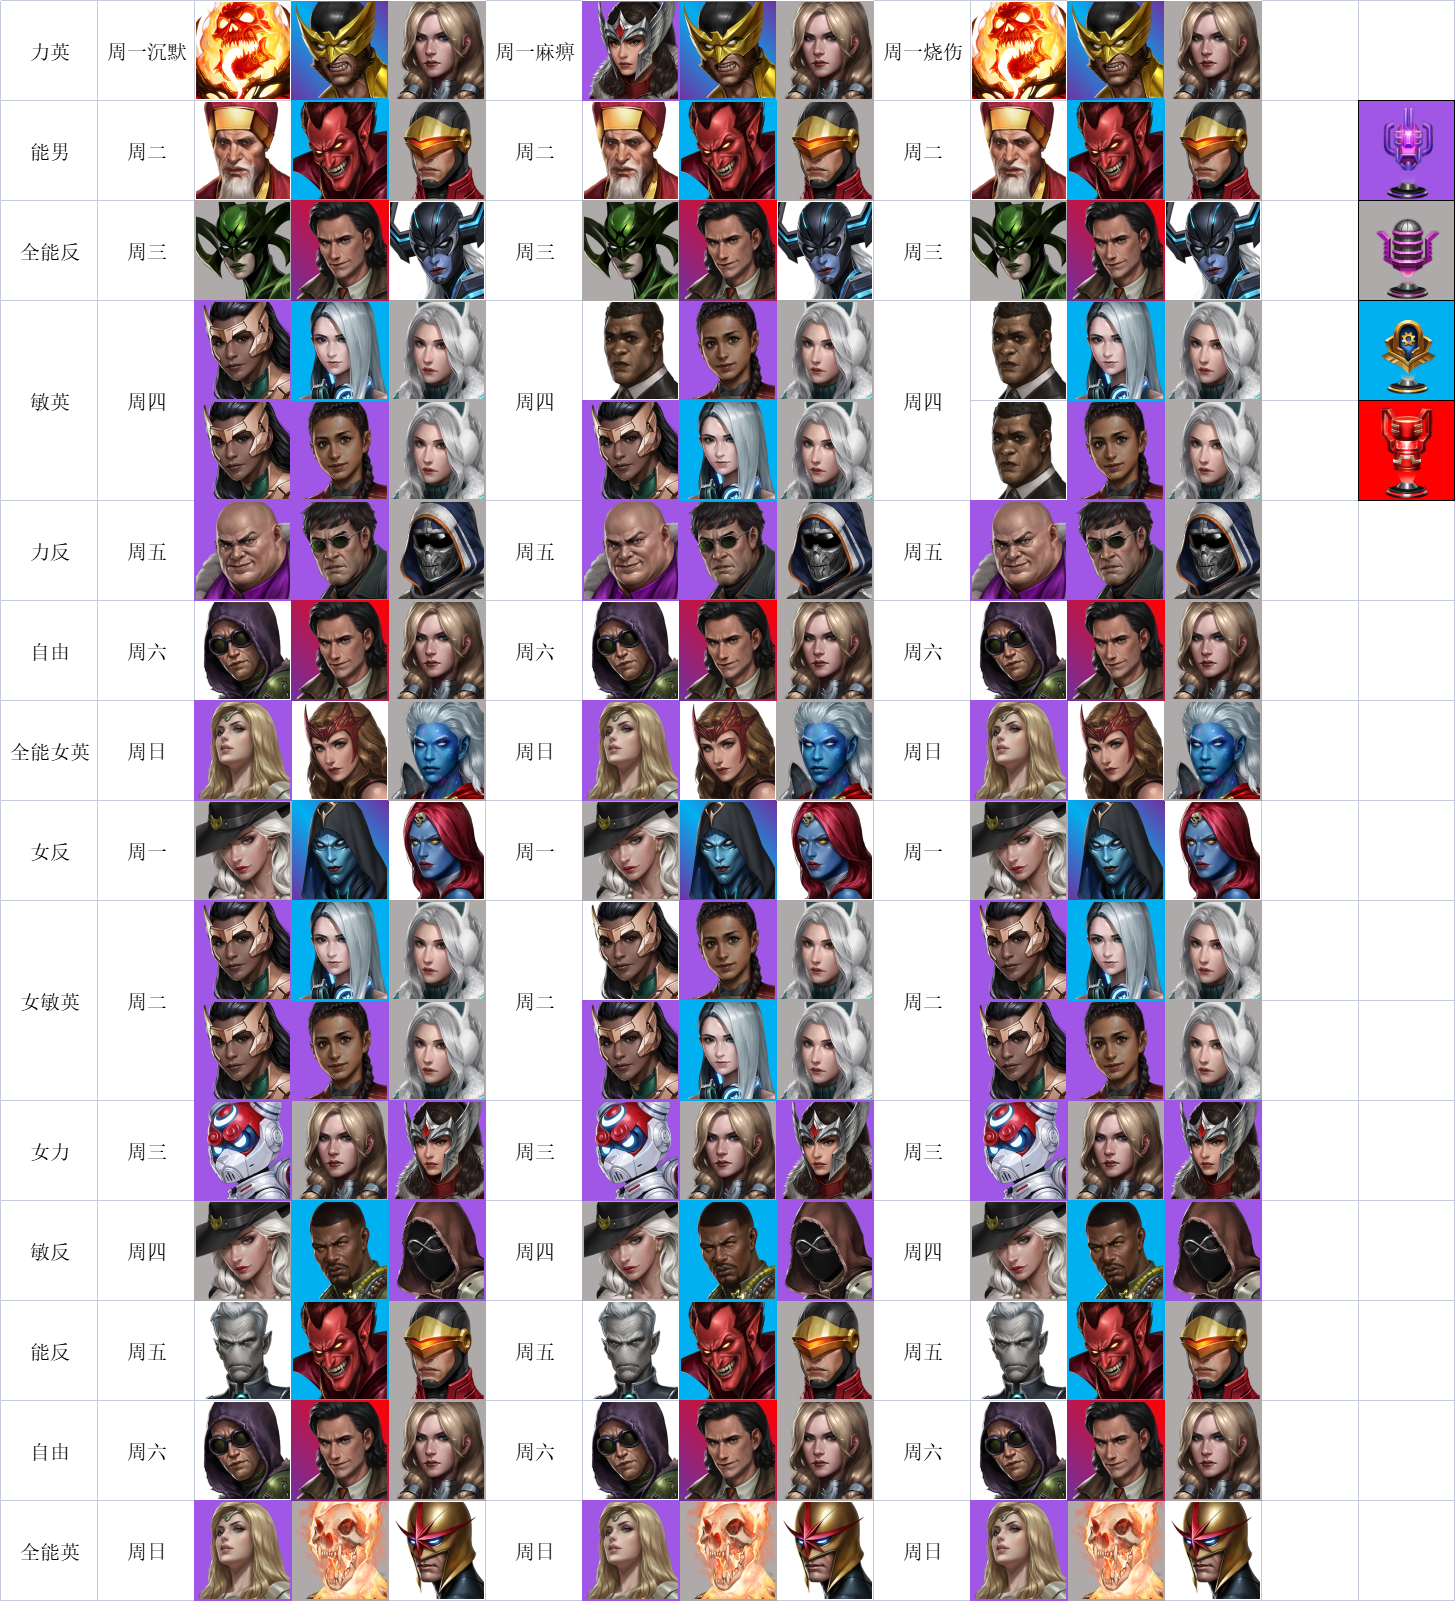 力英 周一沉默 周一麻痹 周一烧伤
能男 周二 周二 周二
全能反 周三 周三 周三
敏英 周四 周四 周四
力反 周五 周五 周五
自由 周六 周六 周六
全能女英 周日 周日 周日
女反 周一 周一 周一
女敏英 周二 周二 周二
女力 周三 周三 周三
敏反 周四 周四 周四
能反 周五 周五 周五
自由 周六 周六 周六
全能英 周日 周日 周日